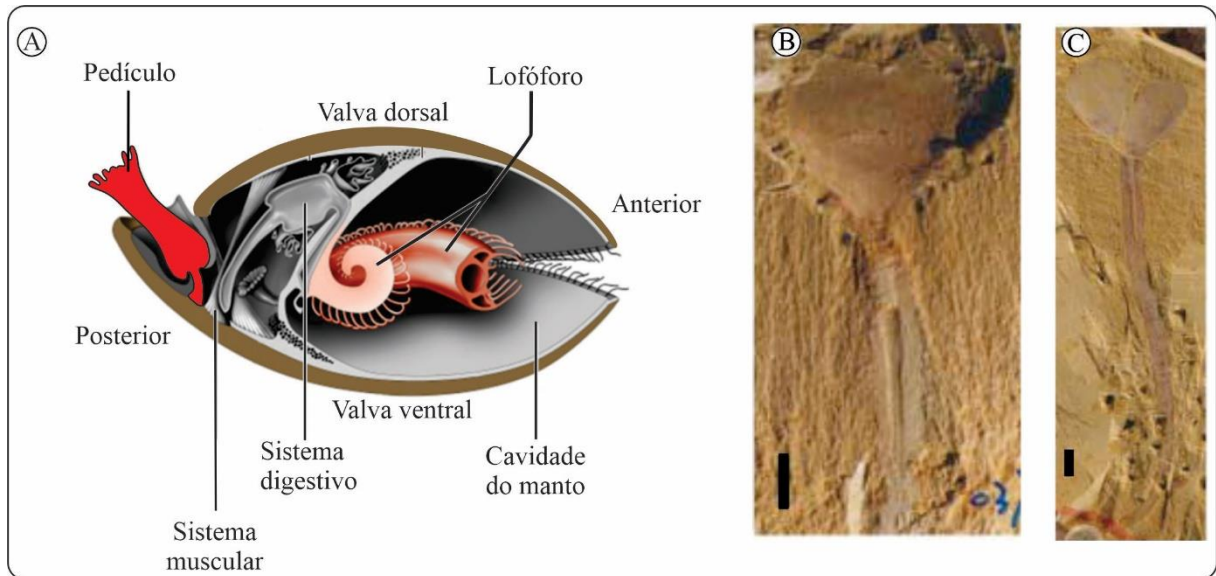 A
Pedículo
Valva dorsal
Lofóforo
Anterior
Posterior
Valva ventral
Sistema
muscular
Sistema
digestivo
Cavidade
do manto
B
C